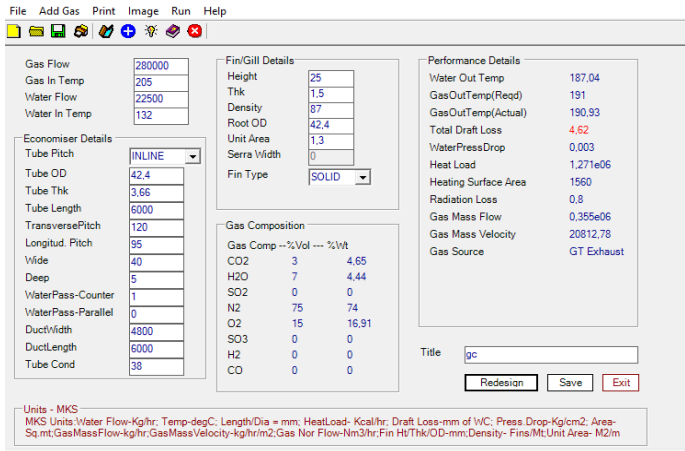 File Add Gas Print Image Run Help
Gas Flow 280000
Gas In Temp 205
Water Flow 22500
Water In Temp 132
Economiser Details
Tube Pitch INLINE
Tube OD 42,4
Tube Thk 3,66
Tube Length 6000
TransversePitch 120
Longitud. Pitch 95
Wide 40
Deep 5
WaterPass-Counter 1
WaterPass-Parallel 0
DuctWidth 4800
DuctLength 6000
Tube Cond 38
Fin/Gill Details
Height 25
Thk 1,5
Density 87
Root OD 42,4
Unit Area 1,3
Serra Width 0
Fin Type SOLID
Gas Composition
Gas Comp --%Vol --- %Wt
CO2 3 4,65
H2O 7 4,44
SO2 0 0
N2 75 74
O2 15 16,91
SO3 0 0
H2 0 0
CO 0 0
Performance Details
Water Out Temp 187,04
GasOutTemp(Reqd) 191
GasOutTemp(Actual) 190,93
Total Draft Loss 4,62
WaterPressDrop 0,003
Heat Load 1,271e06
Heating Surface Area 1560
Radiation Loss 0,8
Gas Mass Flow 0,355e06
Gas Mass Velocity 20812,78
Gas Source GT Exhaust
Title gc
Redesign Save Exit
Units - MKS
MKS Units:Water Flow-Kg/hr; Temp-degC; Length/Dia = mm; HeatLoad- Kcal/hr; Draft Loss-mm of WC; Press.Drop-Kg/cm2; Area-
Sq.mt;GasMassFlow-kg/hr;GasMassVelocity-kg/hr/m2;Gas Nor Flow-Nm3/hr;Fin Ht/Thk/OD-mm;Density- Fins/Mt;Unit Area- M2/m